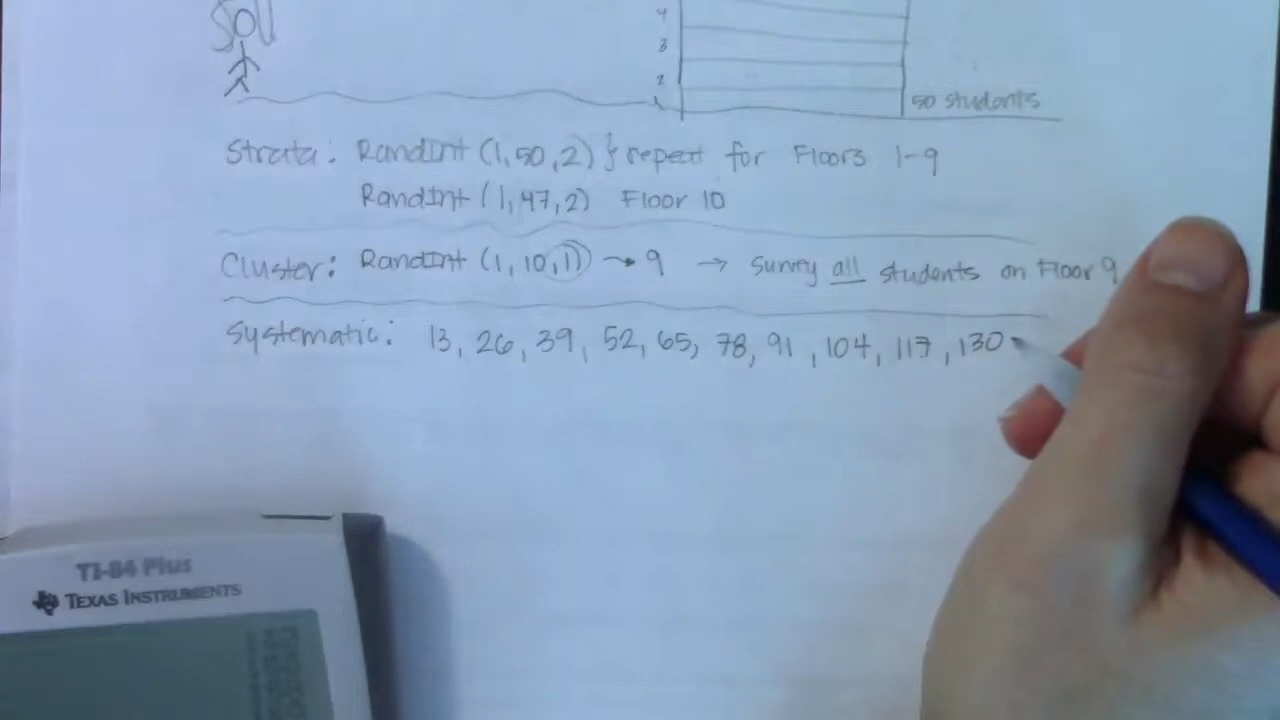 SOU
4
3
2
1
50 students
Strata: RandInt (1,50,2) } repeat for Floors 1-9
RandInt (1,47,2) Floor 10
Cluster: RandInt (1,10,1) → 9 → survey all students on Floor 9
Systematic: 13, 26, 39, 52, 65, 78, 91, 104, 117, 130
TI-84 Plus
TEXAS INSTRUMENTS